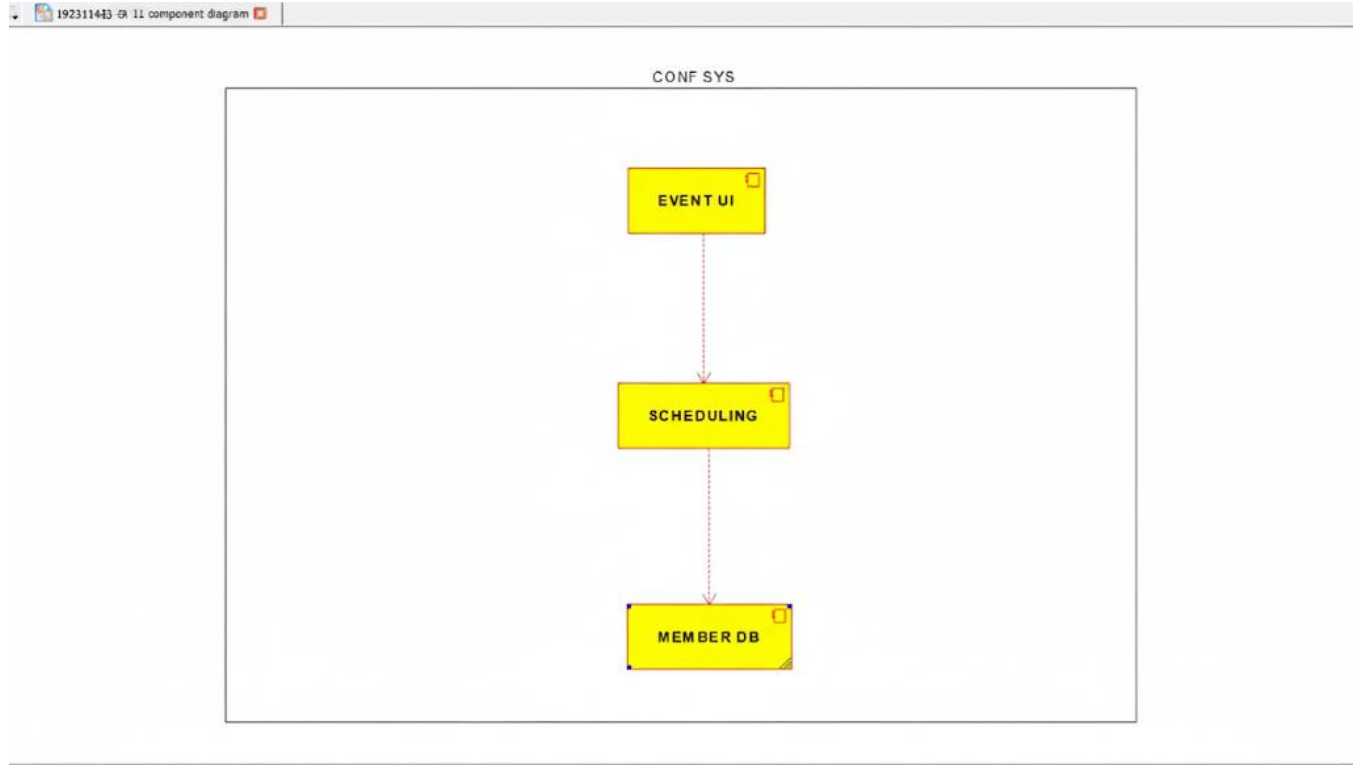 11 component diagram
CONF SYS
EVENT UI
SCHEDULING
MEMBER DB